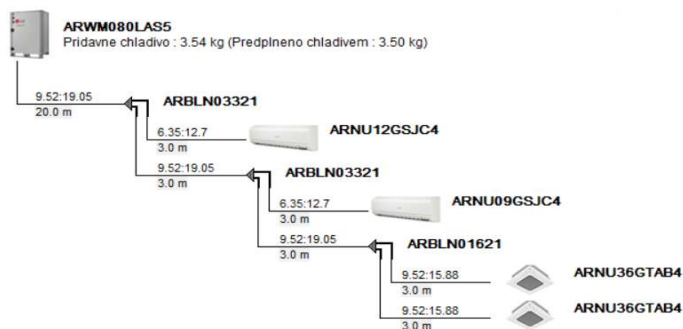 ARWM080LAS5
Pridavne chladivo : 3.54 kg (Predplneno chladivem : 3.50 kg)
9.52:19.05
20.0 m
ARBLN03321
6.35:12.7
3.0 m
ARNU12GSJC4
9.52:19.05
3.0 m
ARBLN03321
6.35:12.7
3.0 m
ARNU09GSJC4
9.52:19.05
3.0 m
ARBLN01621
9.52:15.88
3.0 m
ARNU36GTAB4
9.52:15.88
3.0 m
ARNU36GTAB4